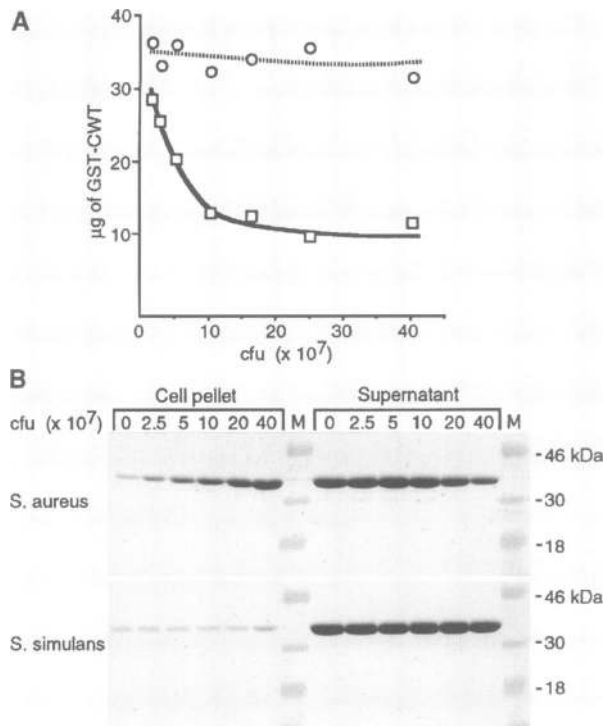 A
40
30
20
10
µg of GST-CWT
0 10 20 30 40
cfu (x 10⁷)
B
Cell pellet Supernatant
cfu (x 10⁷) 0 2.5 5 10 20 40 M 0 2.5 5 10 20 40 M
-46 kDa
S. aureus
-30
-18
-46 kDa
S. simulans
-30
-18